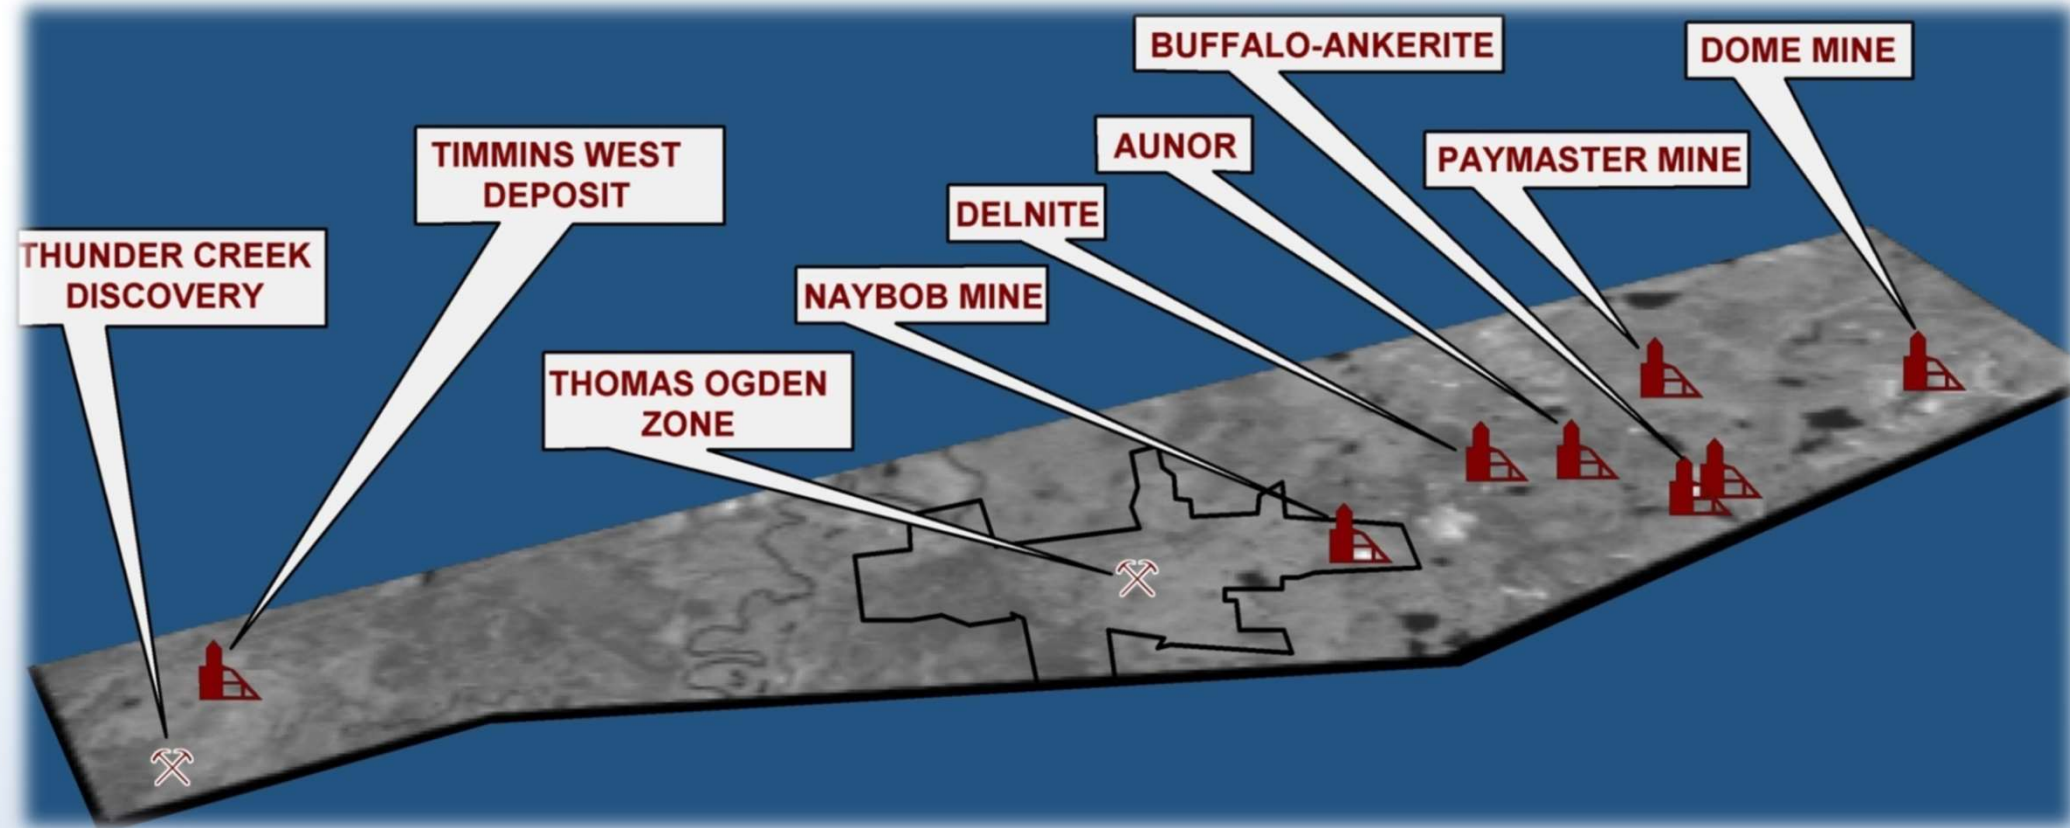 BUFFALO-ANKERITE
DOME MINE
AUNOR
PAYMASTER MINE
TIMMINS WEST
DEPOSIT
DELNITE
THUNDER CREEK
DISCOVERY
NAYBOB MINE
THOMAS OGDEN
ZONE